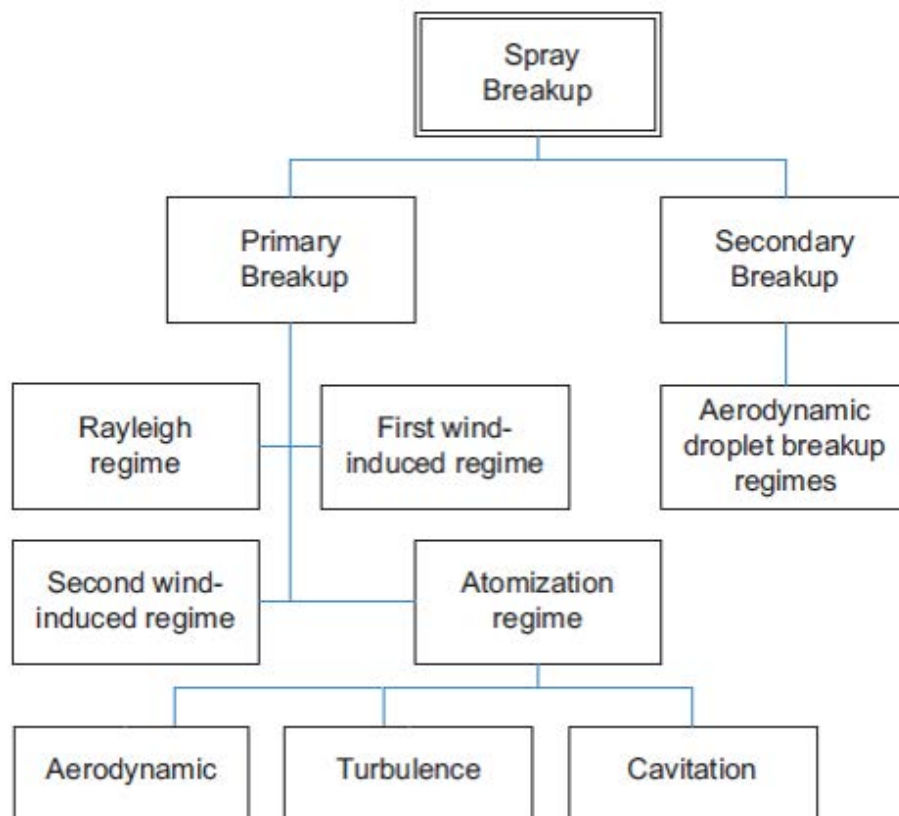 Spray
Breakup
Primary
Breakup
Secondary
Breakup
Rayleigh
regime
First wind-
induced regime
Aerodynamic
droplet breakup
regimes
Second wind-
induced regime
Atomization
regime
Aerodynamic
Turbulence
Cavitation